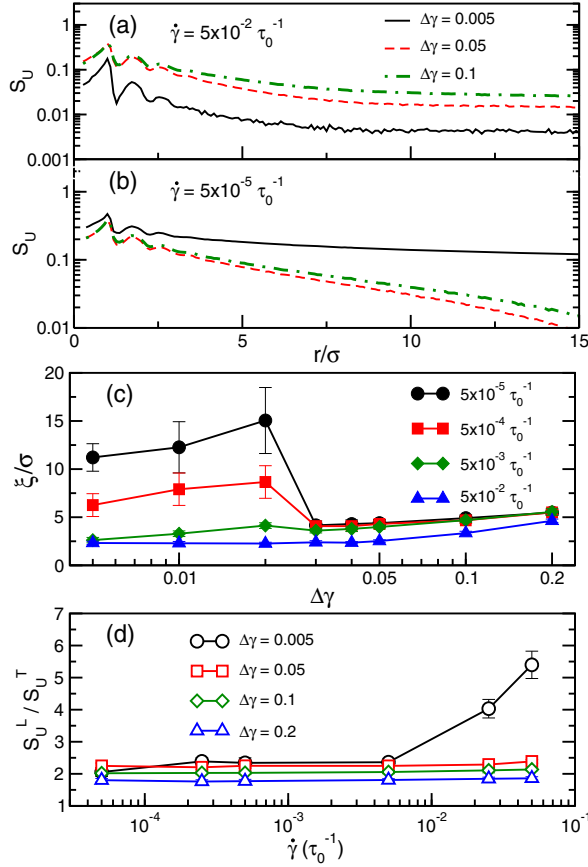 (a)
γ̇ = 5x10⁻² τ₀⁻¹
Δγ = 0.005
Δγ = 0.05
Δγ = 0.1
S_U
1
0.1
0.01
0.001
(b)
γ̇ = 5x10⁻⁵ τ₀⁻¹
S_U
1
0.1
0.01
0 5 10 15
r/σ
(c)
5x10⁻⁵ τ₀⁻¹
5x10⁻⁴ τ₀⁻¹
5x10⁻³ τ₀⁻¹
5x10⁻² τ₀⁻¹
ξ/σ
20
15
10
5
0
0.01 0.05 0.1 0.2
Δγ
(d)
Δγ = 0.005
Δγ = 0.05
Δγ = 0.1
Δγ = 0.2
S_U^L / S_U^T
7
6
5
4
3
2
1
10⁻⁴ 10⁻³ 10⁻² 10⁻¹
γ̇ (τ₀⁻¹)